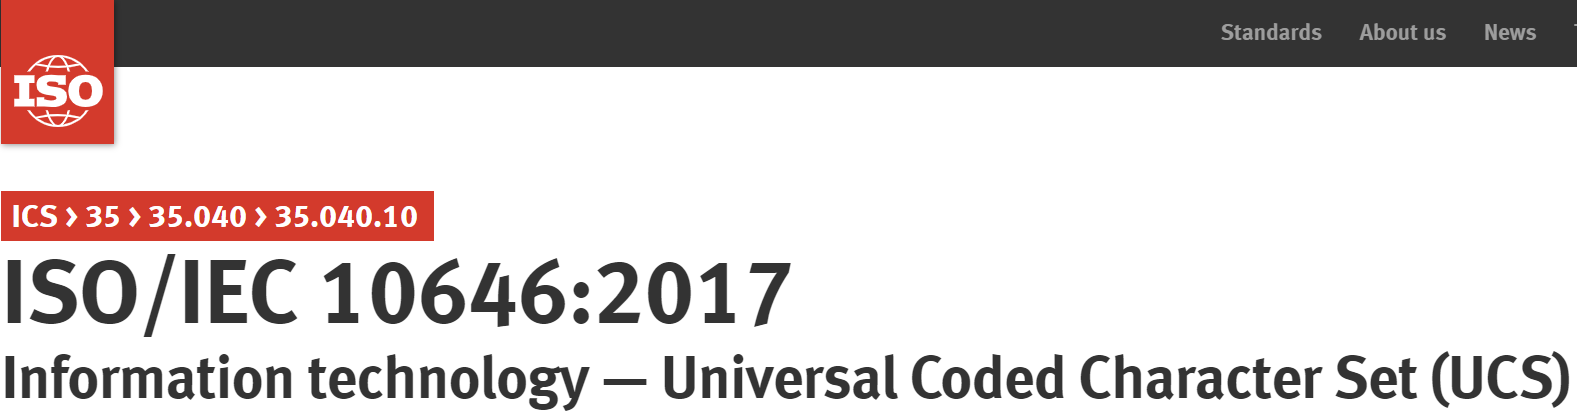 Standards About us News
ISO
ICS > 35 > 35.040 > 35.040.10
ISO/IEC 10646:2017
Information technology — Universal Coded Character Set (UCS)